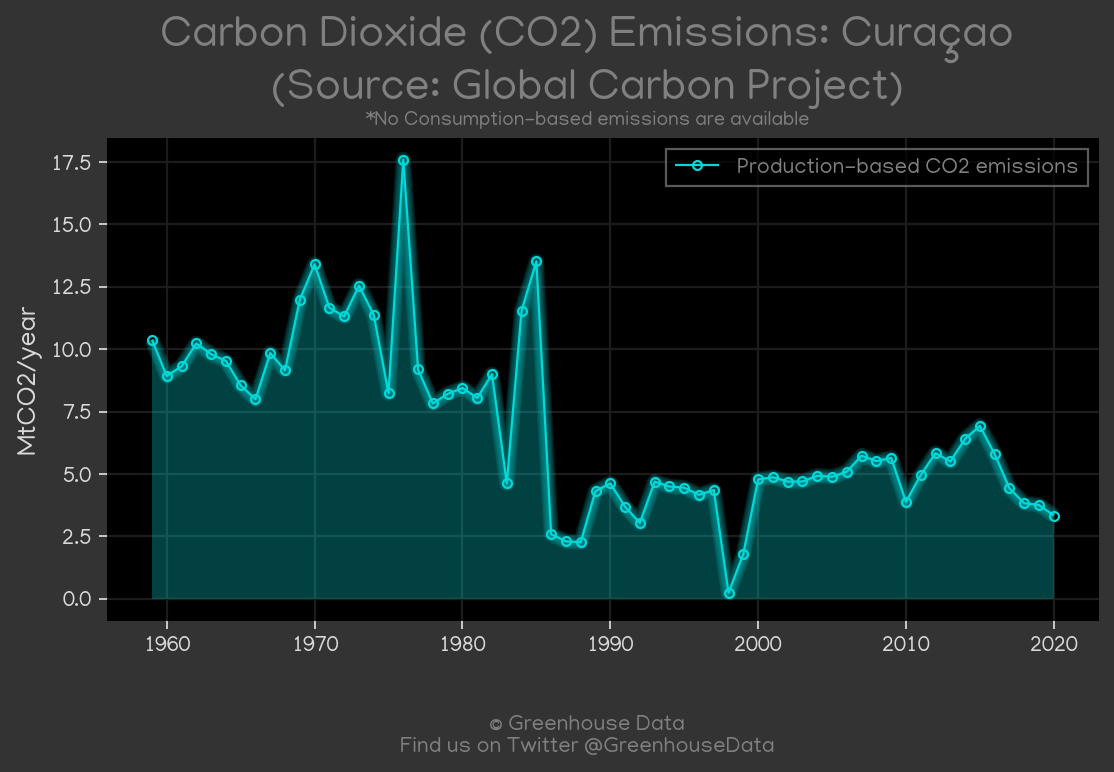 Carbon Dioxide (CO2) Emissions: Curaçao
(Source: Global Carbon Project)
*No Consumption-based emissions are available
Production-based CO2 emissions
MtCO2/year
17.5
15.0
12.5
10.0
7.5
5.0
2.5
0.0
1960 1970 1980 1990 2000 2010 2020
© Greenhouse Data
Find us on Twitter @GreenhouseData